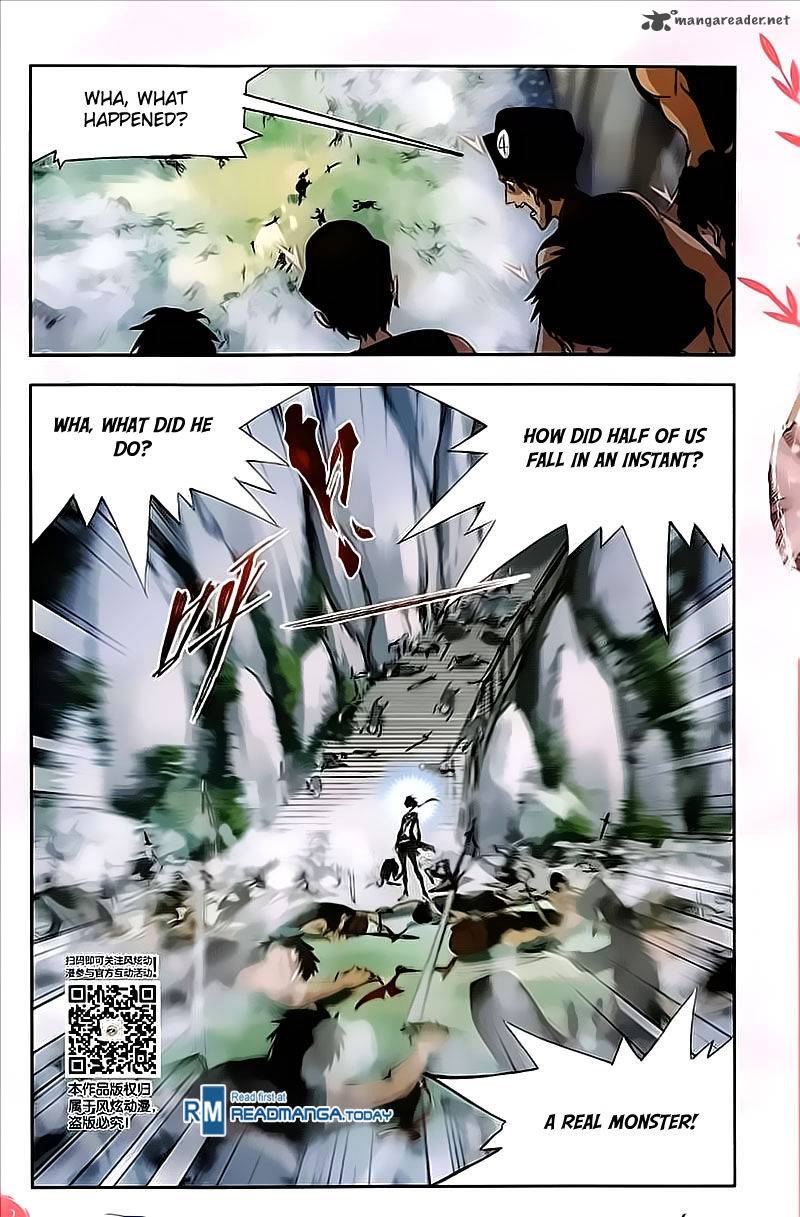 mangareader.net
WHA, WHAT
HAPPENED?
4
WHA, WHAT DID HE
DO?
HOW DID HALF OF US
FALL IN AN INSTANT?
呼
扫码即可关注风炫动
漫参与官方互动活动!
本作品版权归
属于风炫动漫,
盗版必究!
RM
Read first at
READMANGA.TODAY
A REAL MONSTER!